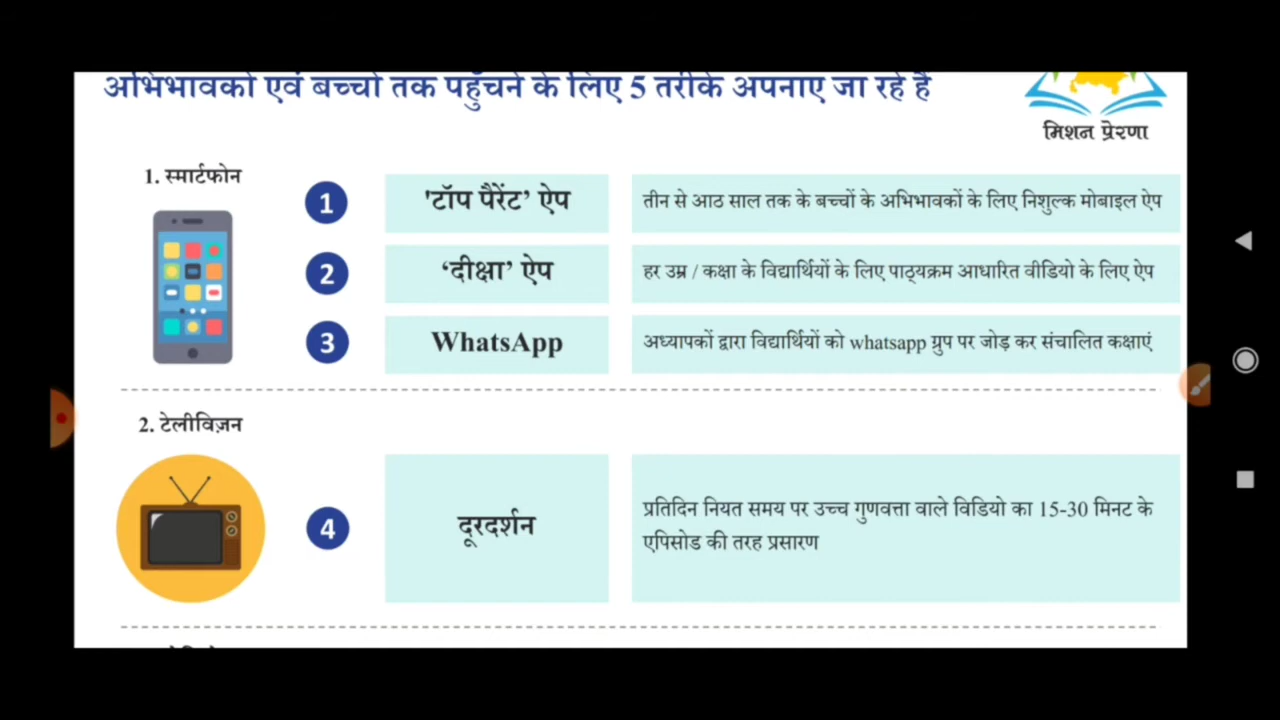 अभिभावकों एवं बच्चों तक पहुँचने के लिए 5 तरीके अपनाए जा रहे हैं
मिशन प्रेरणा
1. स्मार्टफोन
1
'टॉप पैरेंट’ ऐप
तीन से आठ साल तक के बच्चों के अभिभावकों के लिए निशुल्क मोबाइल ऐप
2
‘दीक्षा’ ऐप
हर उम्र / कक्षा के विद्यार्थियों के लिए पाठ्यक्रम आधारित वीडियो के लिए ऐप
3
WhatsApp
अध्यापकों द्वारा विद्यार्थियों को whatsapp ग्रुप पर जोड़ कर संचालित कक्षाएं
2. टेलीविज़न
4
दूरदर्शन
प्रतिदिन नियत समय पर उच्च गुणवत्ता वाले विडियो का 15-30 मिनट के
एपिसोड की तरह प्रसारण